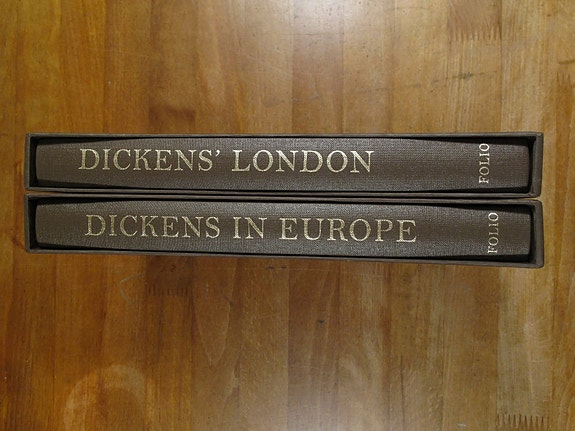 DICKENS' LONDON
FOLIO
DICKENS IN EUROPE
FOLIO